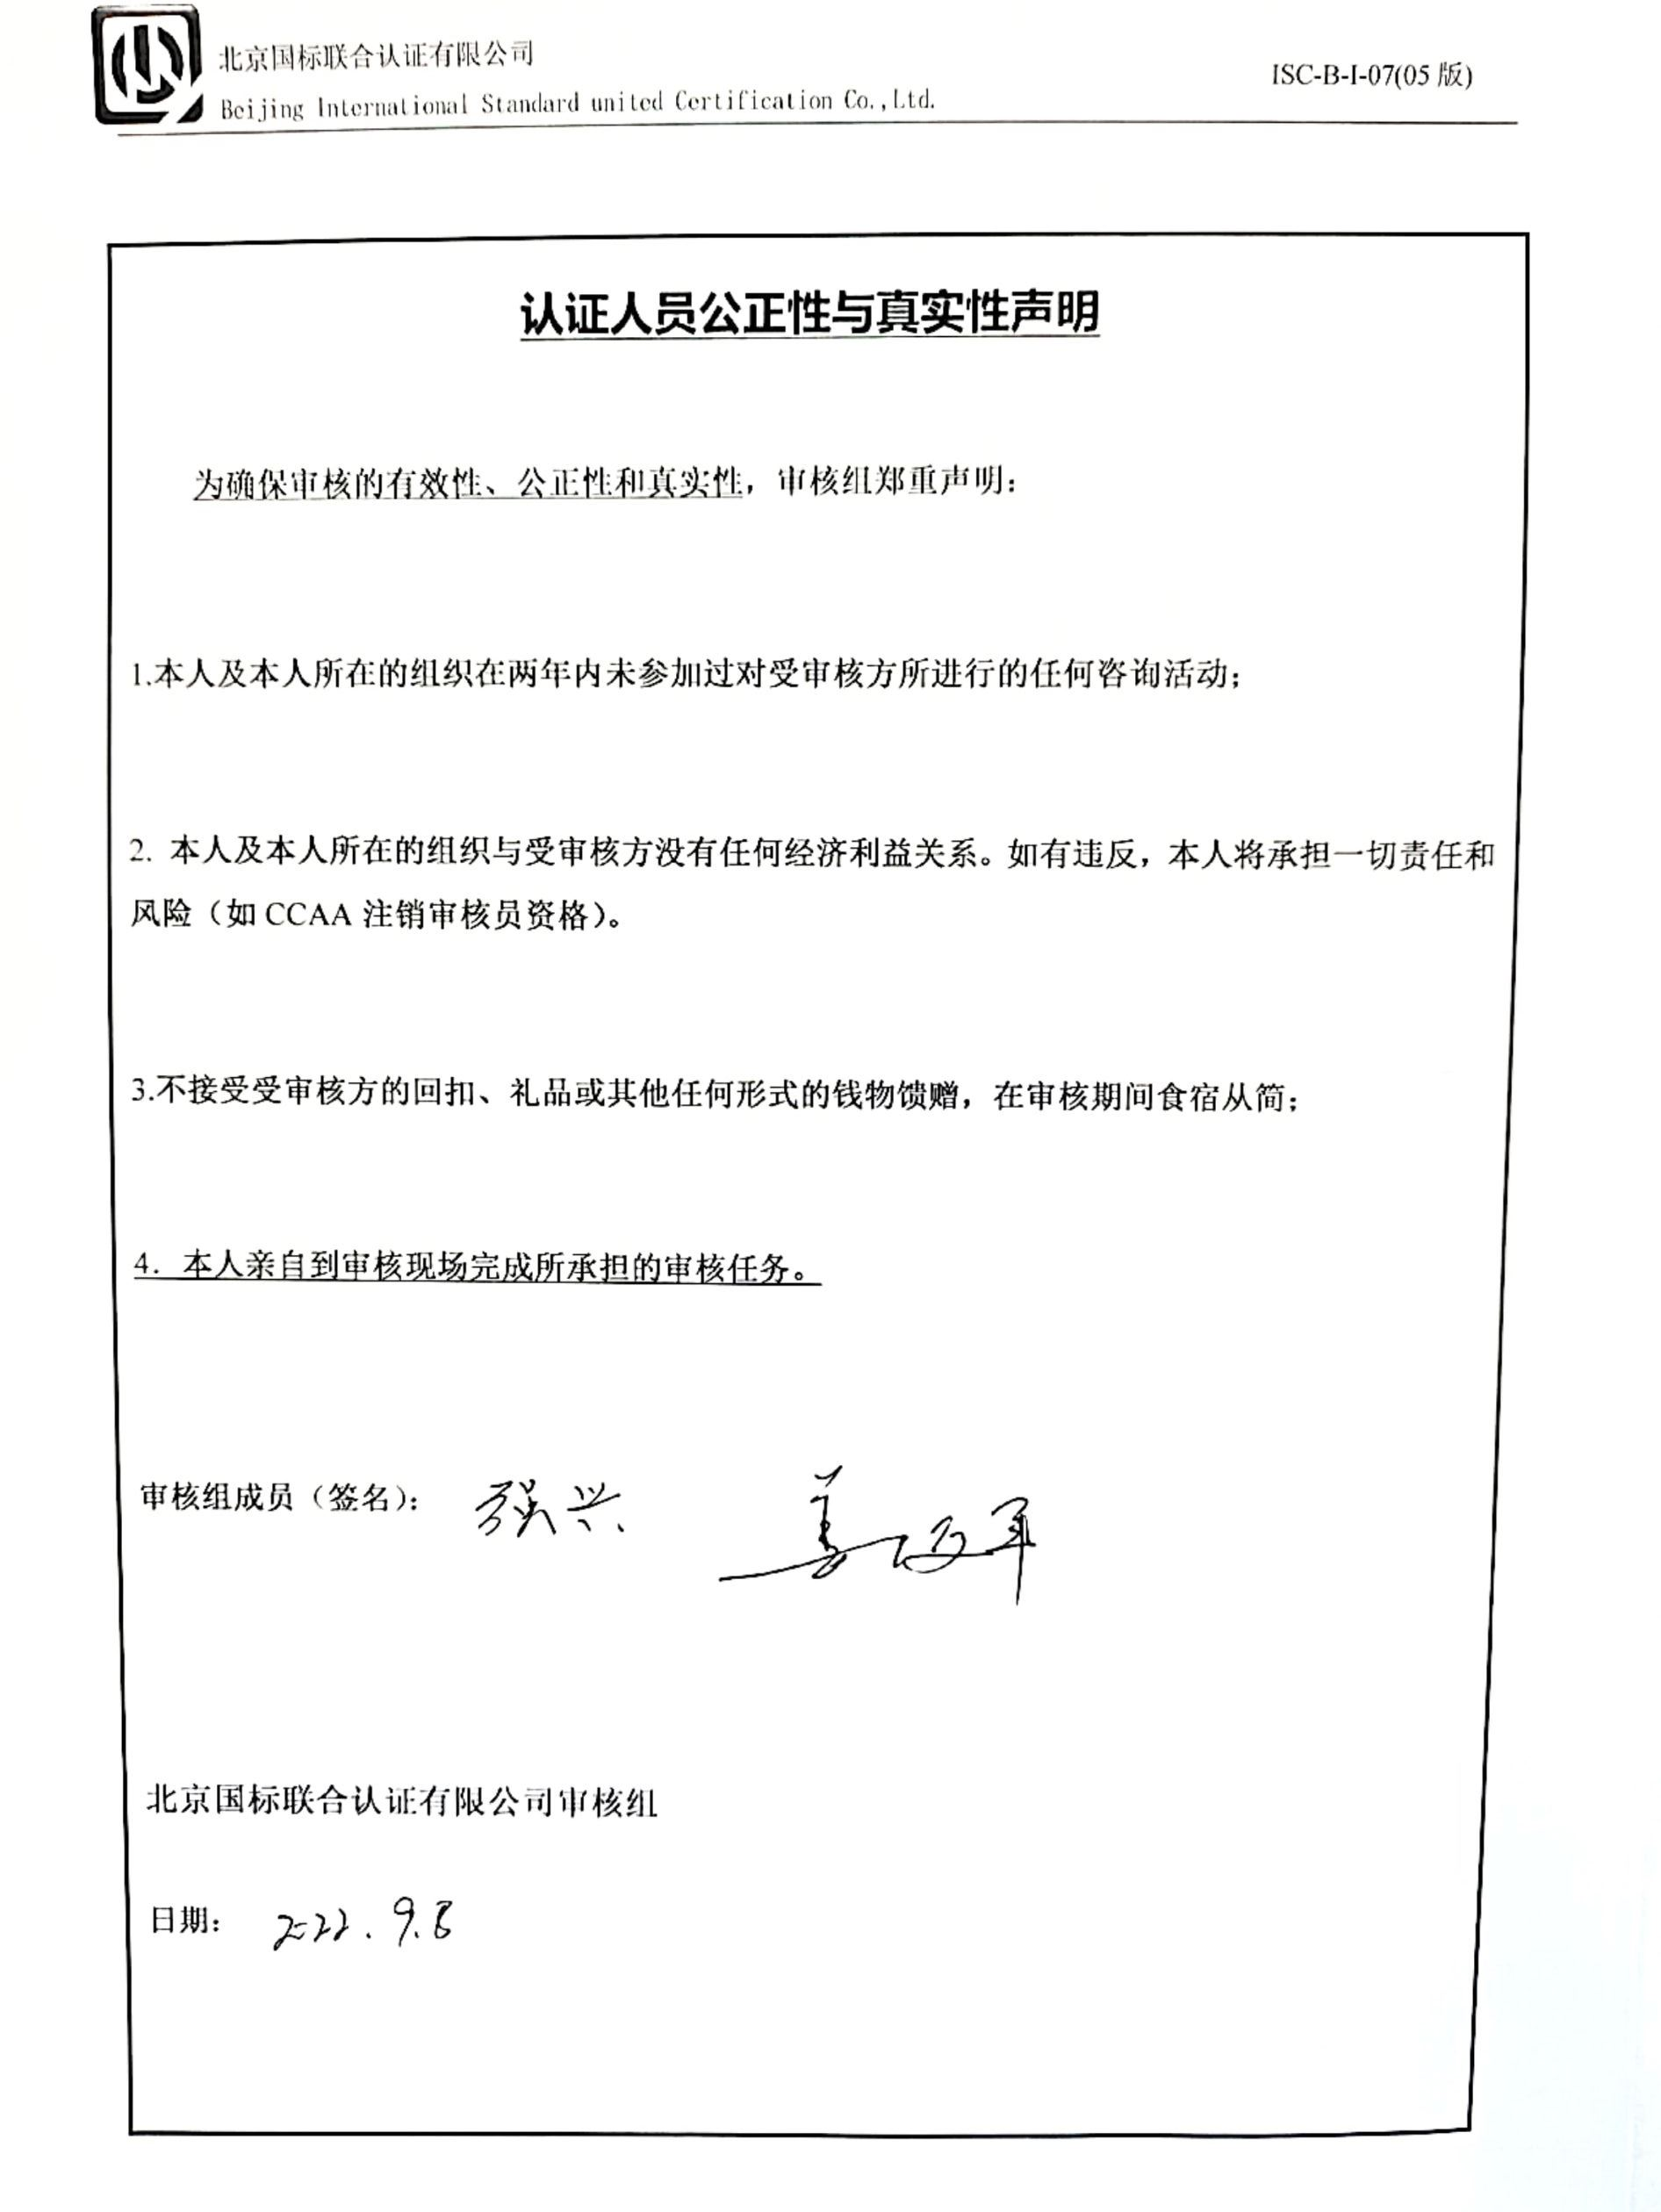 北京国标联合认证有限公司
ISC-B-I-07(05 版)
Beijing International Standard united Certification Co.,Ltd.
认证人员公正性与真实性声明
为确保审核的有效性、公正性和真实性，审核组郑重声明：
1.本人及本人所在的组织在两年内未参加过对受审核方所进行的任何咨询活动；
2. 本人及本人所在的组织与受审核方没有任何经济利益关系。如有违反，本人将承担一切责任和
风险（如 CCAA 注销审核员资格）。
3.不接受受审核方的回扣、礼品或其他任何形式的钱物馈赠，在审核期间食宿从简；
4. 本人亲自到审核现场完成所承担的审核任务。
审核组成员（签名）： 强兴
北京国标联合认证有限公司审核组
日期： 2022.9.8